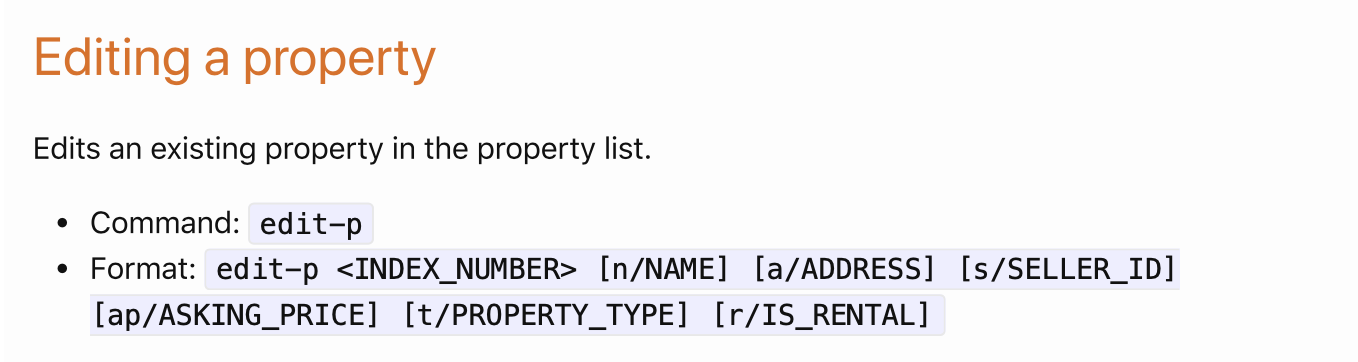 Editing a property
Edits an existing property in the property list.
• Command: edit-p
• Format: edit-p <INDEX_NUMBER> [n/NAME] [a/ADDRESS] [s/SELLER_ID]
[ap/ASKING_PRICE] [t/PROPERTY_TYPE] [r/IS_RENTAL]